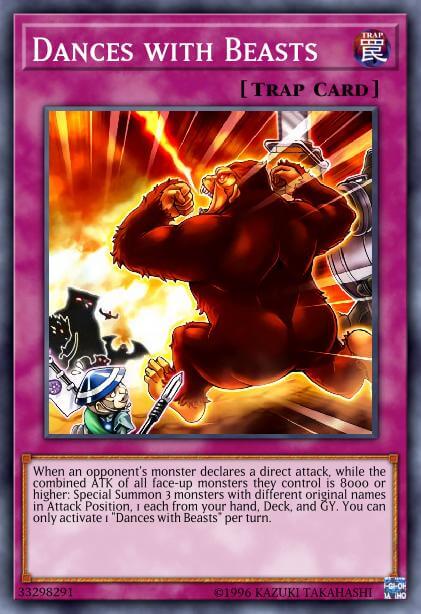 DANCES WITH BEASTS
TRAP
罠
[TRAP CARD]
When an opponent's monster declares a direct attack, while the
combined ATK of all face-up monsters they control is 8000 or
higher: Special Summon 3 monsters with different original names
in Attack Position, 1 each from your hand, Deck, and GY. You can
only activate 1 "Dances with Beasts" per turn.
33298291
©1996 KAZUKI TAKAHASHI